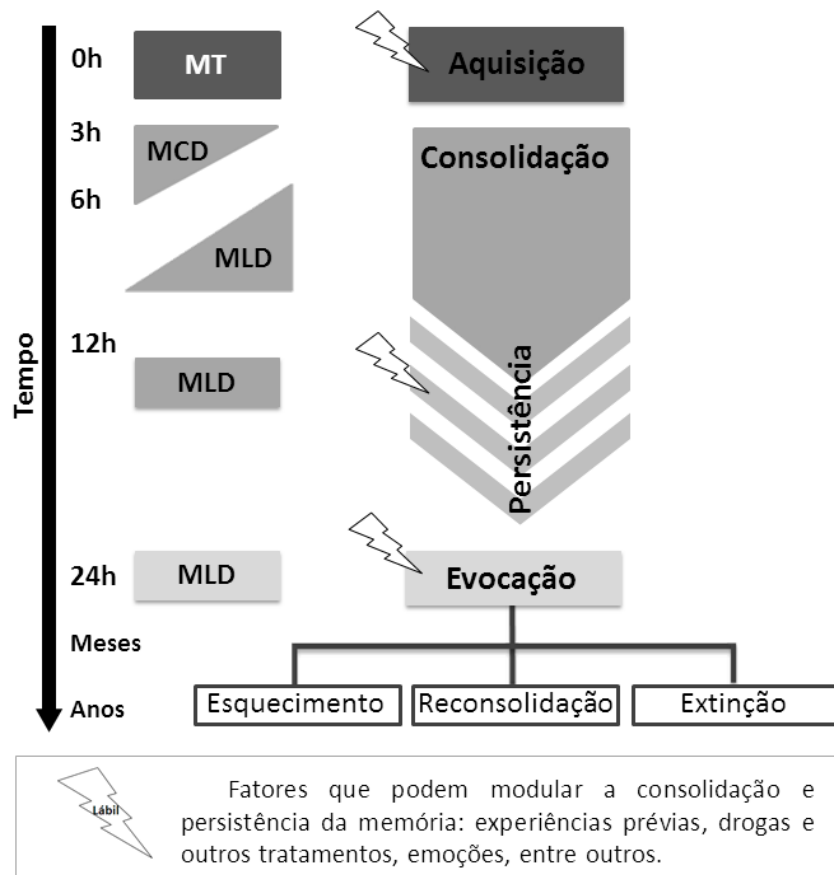 0h
MT
Aquisição
3h
MCD
Consolidação
6h
MLD
Tempo
12h
MLD
Persistência
24h
MLD
Evocação
Meses
Anos
Esquecimento
Reconsolidação
Extinção
Lábil
Fatores que podem modular a consolidação e
persistência da memória: experiências prévias, drogas e
outros tratamentos, emoções, entre outros.